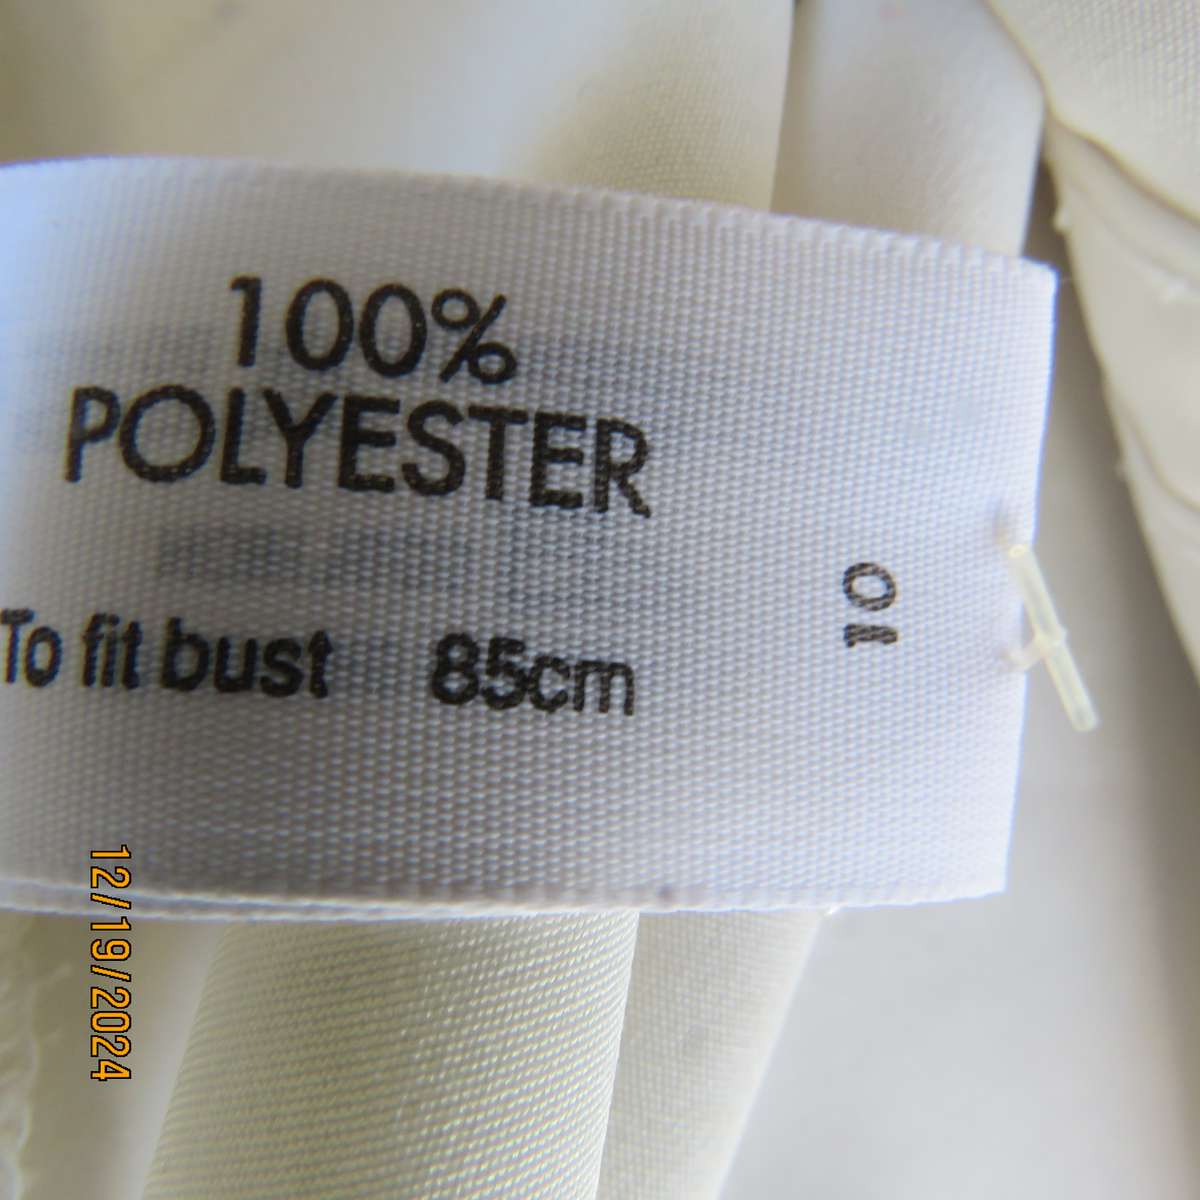 100%
POLYESTER
To fit bust 85cm
10
12/19/2024